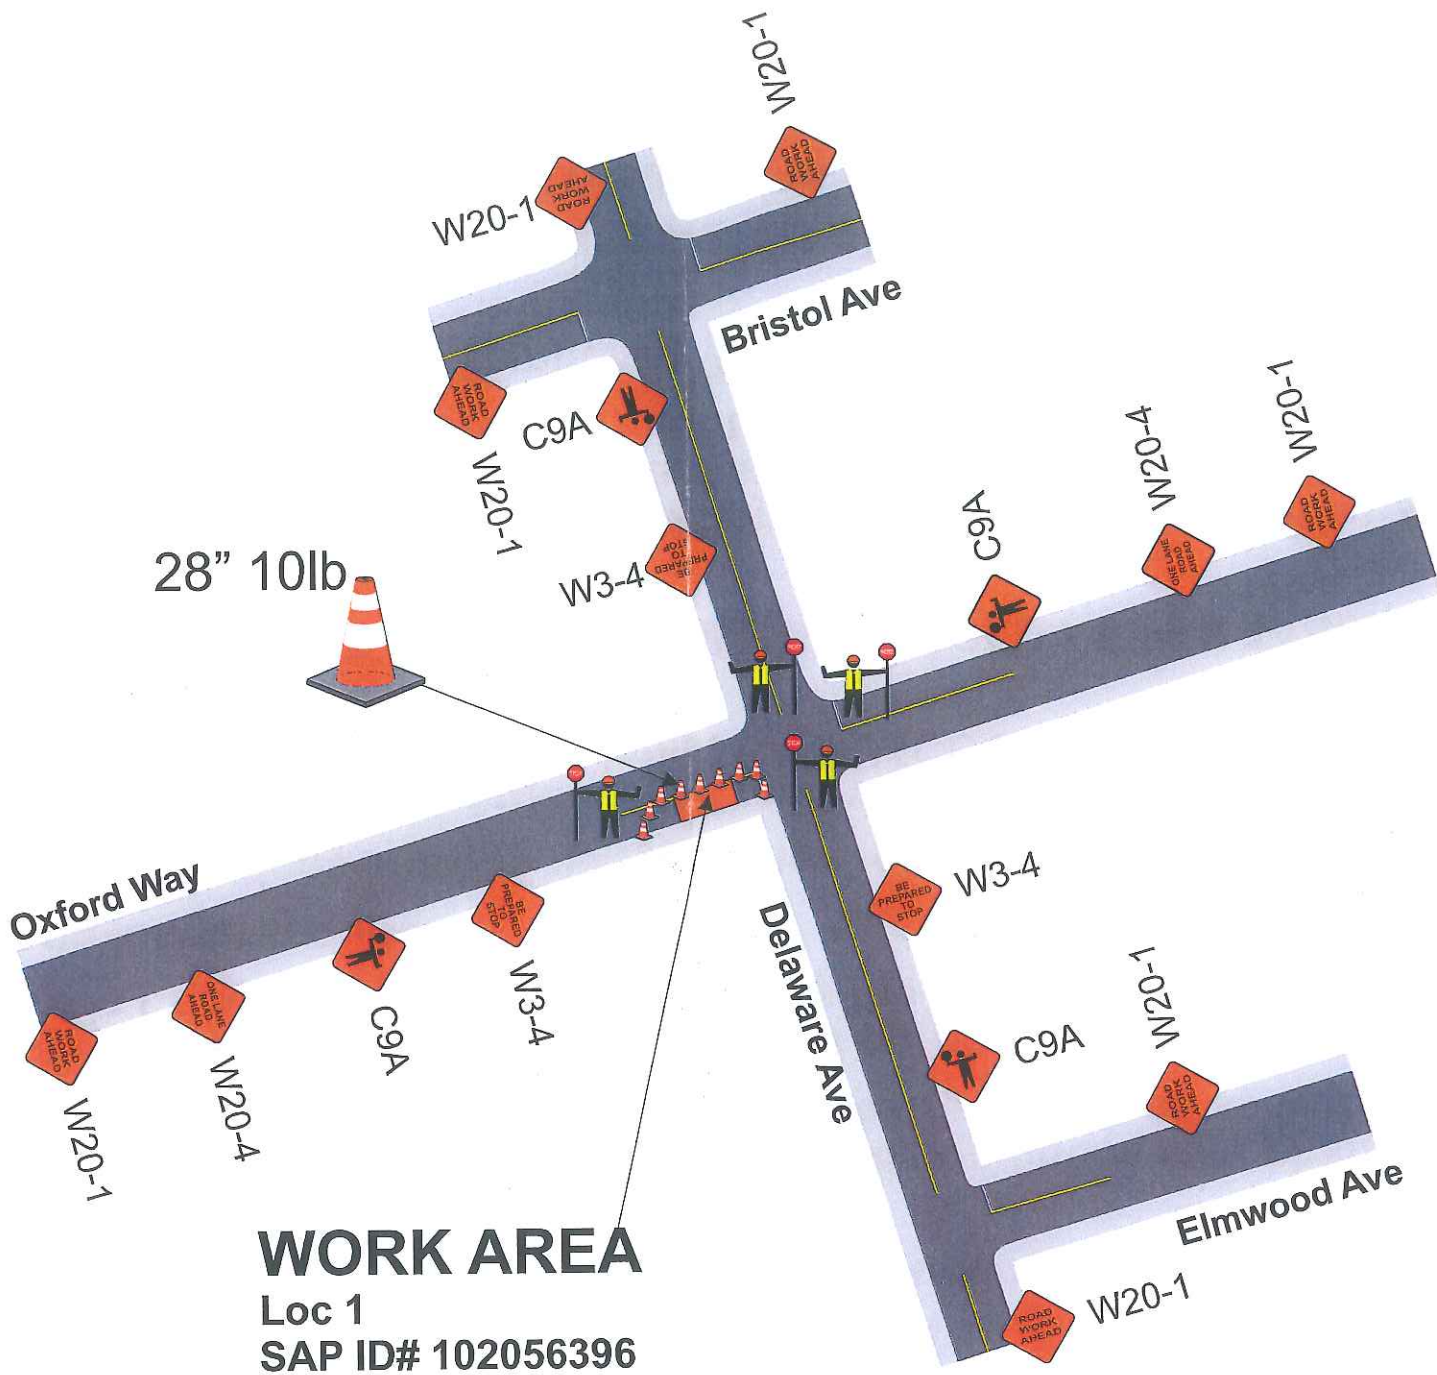 W20-1
ROAD
WORK
AHEAD
W20-1
ROAD
WORK
AHEAD
Bristol Ave
ROAD
WORK
AHEAD
W20-1
C9A
W20-1
ROAD
WORK
AHEAD
W20-4
ONE LANE
ROAD
AHEAD
C9A
BE
PREPARED
TO
STOP
W3-4
28” 10lb
STOP
STOP
Oxford Way
BE
PREPARED
TO
STOP
W3-4
C9A
ONE LANE
ROAD
AHEAD
W20-4
ROAD
WORK
AHEAD
W20-1
BE
PREPARED
TO
STOP
W3-4
Delaware Ave
C9A
W20-1
ROAD
WORK
AHEAD
Elmwood Ave
ROAD
WORK
AHEAD
W20-1
WORK AREA
Loc 1
SAP ID# 102056396